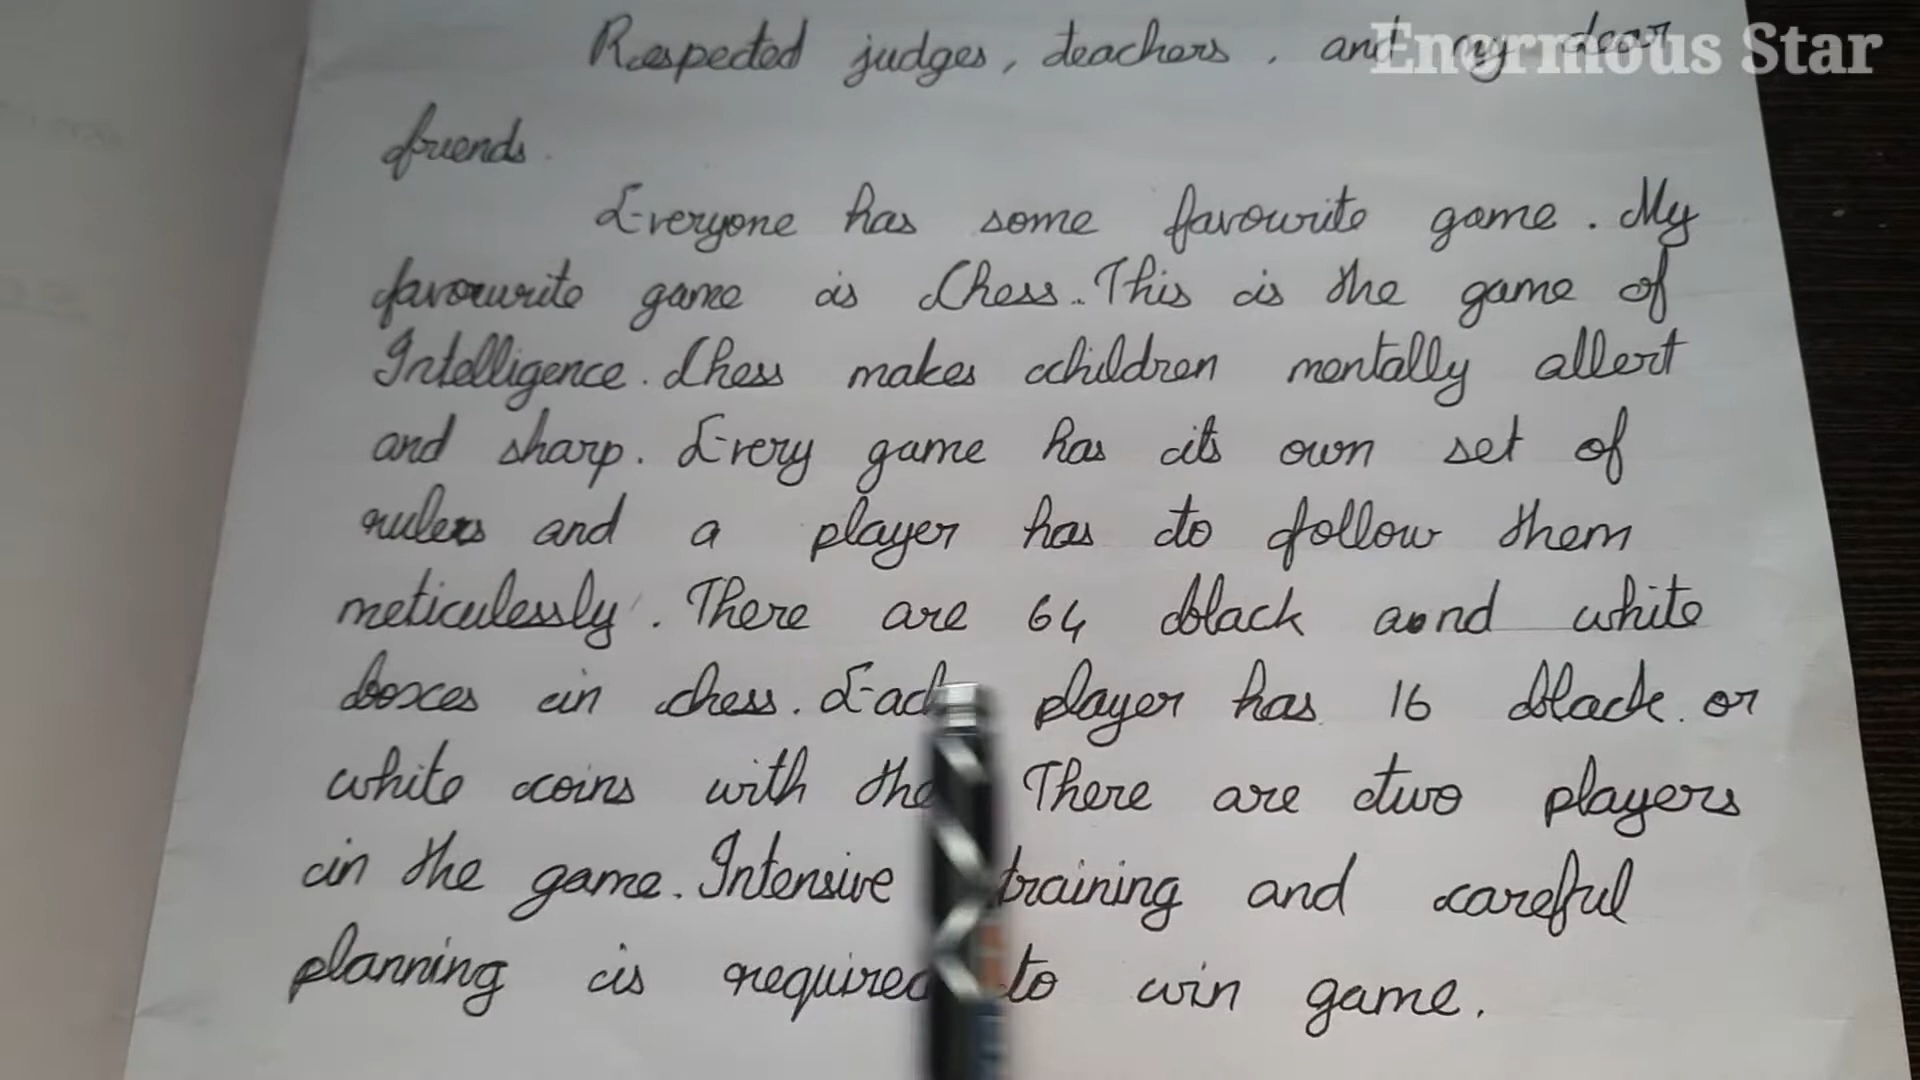 Enormous Star
Respected judges, teachers, and my dear
friends.
Everyone has some favourite game. My
favourite game is Chess. This is the game of
Intelligence. Chess makes children mentally allert
and sharp. Every game has its own set of
rules and a player has to follow them
meticulessly. There are 64 black and white
boxes in chess. Each player has 16 black or
white coins with the There are two players
in the game. Intensive training and careful
planning is required to win game.